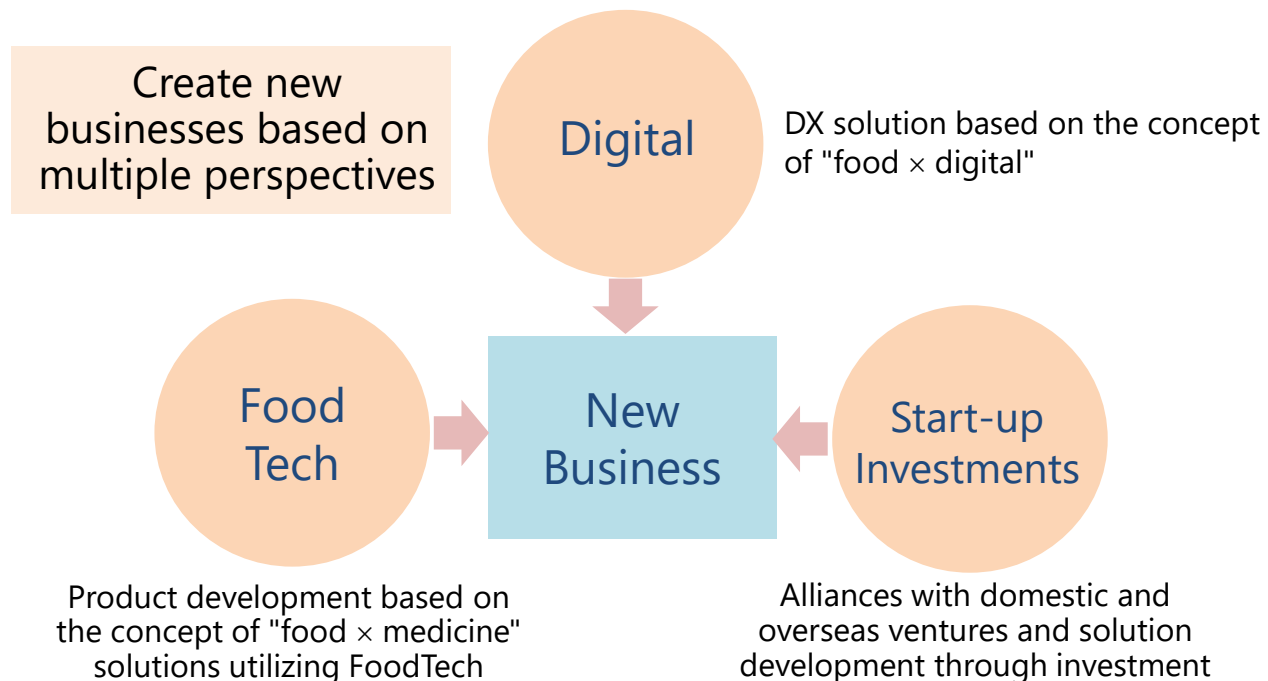 Create new
businesses based on
multiple perspectives
Digital
DX solution based on the concept
of "food × digital"
Food
Tech
New
Business
Start-up
Investments
Product development based on
the concept of "food × medicine"
solutions utilizing FoodTech
Alliances with domestic and
overseas ventures and solution
development through investment